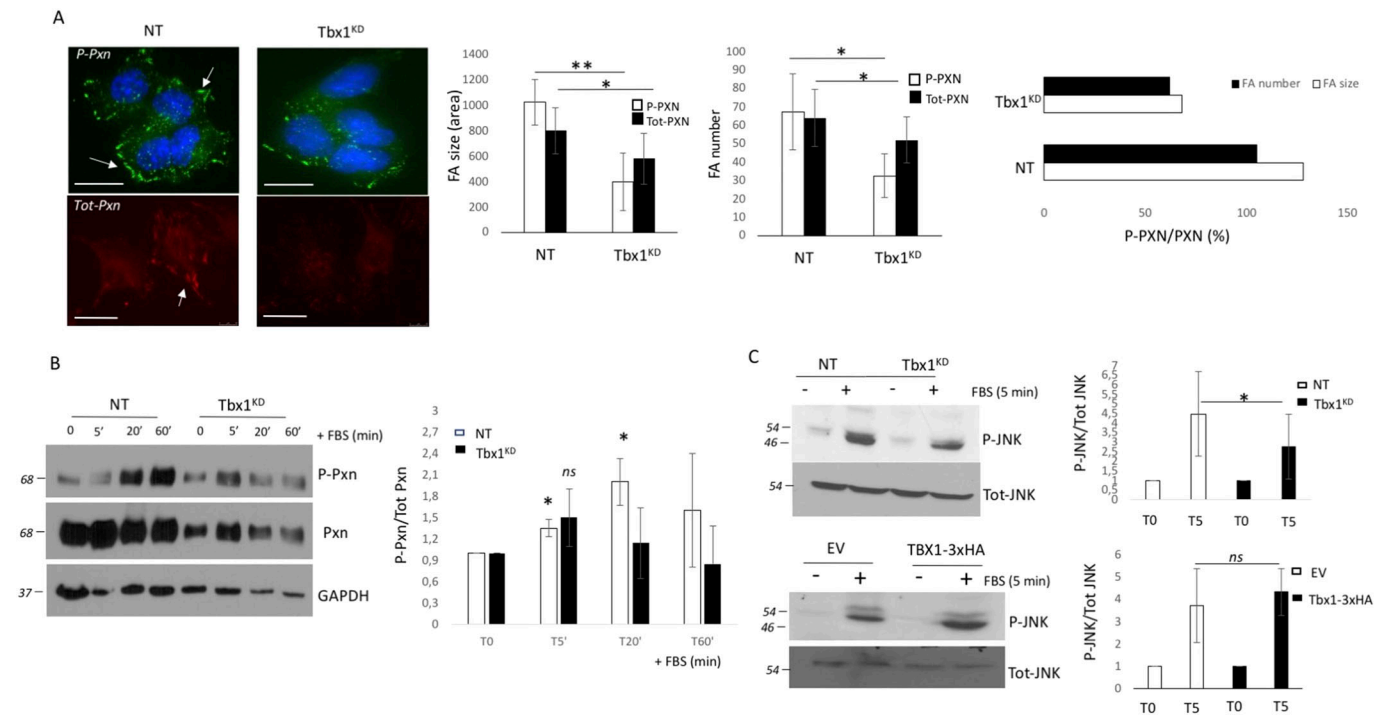 A
NT
Tbx1KD
P-Pxn
Tot-Pxn
FA size (area)
1400
1200
1000
800
600
400
200
0
**
*
P-PXN
Tot-PXN
NT
Tbx1KD
FA number
100
90
80
70
60
50
40
30
20
10
0
*
*
P-PXN
Tot-PXN
NT
Tbx1KD
FA number
FA size
Tbx1KD
NT
0
50
100
150
P-PXN/PXN (%)
B
NT
Tbx1KD
0 5' 20' 60' 0 5' 20' 60' + FBS (min)
68
P-Pxn
68
Pxn
37
GAPDH
P-Pxn/Tot Pxn
3
2,7
2,4
2,1
1,8
1,5
1,2
0,9
0,6
0,3
0
NT
Tbx1KD
*
ns
*
T0
T5'
T20'
T60'
+ FBS (min)
C
NT
Tbx1KD
- + - + FBS (5 min)
54
46
P-JNK
54
Tot-JNK
P-JNK/Tot JNK
7
6,5
6
5,5
5
4,5
4
3,5
3
2,5
2
1,5
1
0,5
0
*
NT
Tbx1KD
T0
T5
T0
T5
EV
TBX1-3xHA
- + - + FBS (5 min)
54
46
P-JNK
54
Tot-JNK
P-JNK/Tot JNK
6
5
4
3
2
1
0
ns
EV
Tbx1-3xHA
T0
T5
T0
T5